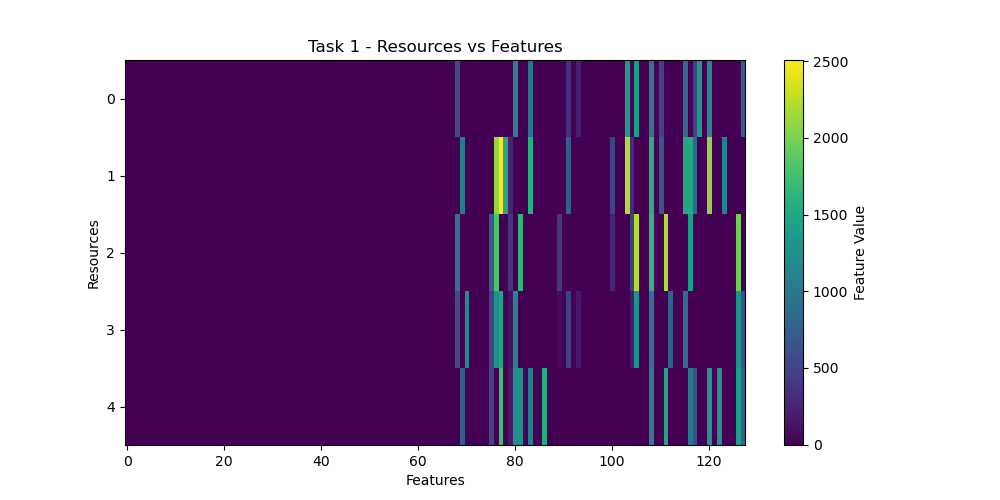 Task 1 - Resources vs Features
Resources
0
1
2
3
4
0 20 40 60 80 100 120
Features
2500
2000
1500
1000
500
0
Feature Value